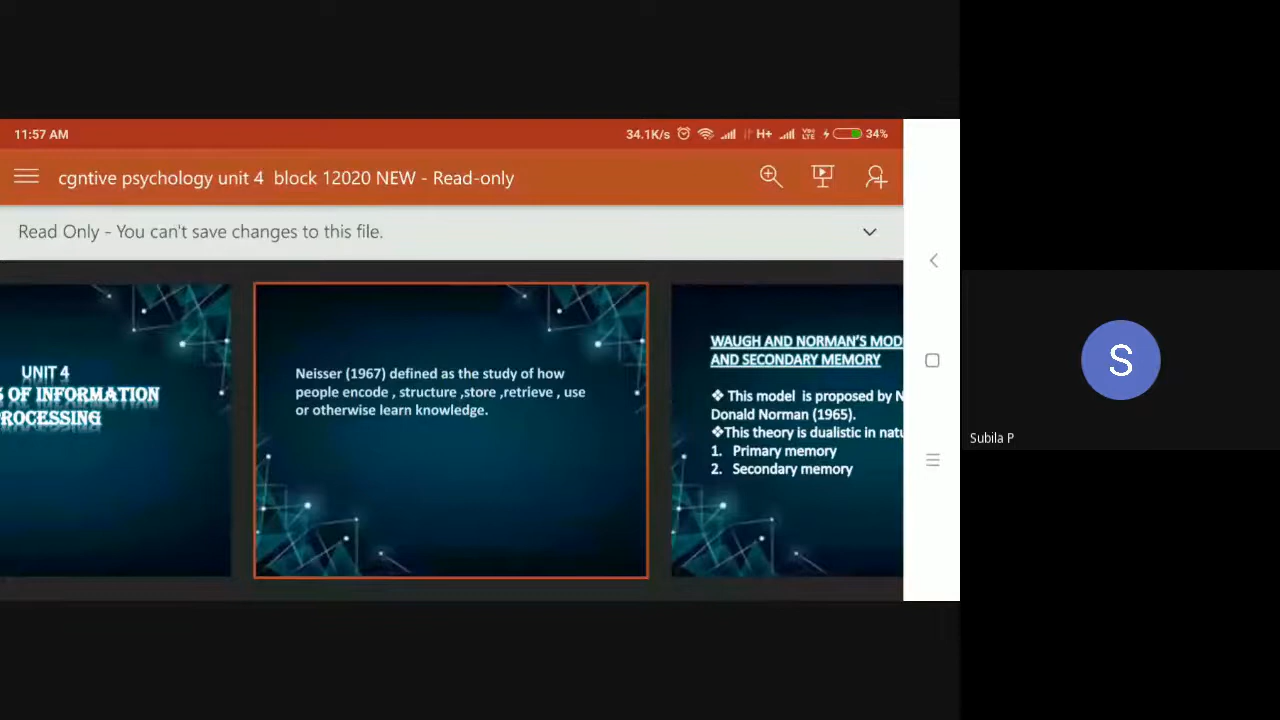 11:57 AM
34.1K/s H+ VoLTE 34%
cgntive psychology unit 4 block 12020 NEW - Read-only
Read Only - You can't save changes to this file.
UNIT 4
S OF INFORMATION
ROCESSING
Neisser (1967) defined as the study of how
people encode , structure ,store ,retrieve , use
or otherwise learn knowledge.
WAUGH AND NORMAN'S MOD
AND SECONDARY MEMORY
❖ This model is proposed by N
Donald Norman (1965).
❖This theory is dualistic in natu
1. Primary memory
2. Secondary memory
S
Subila P